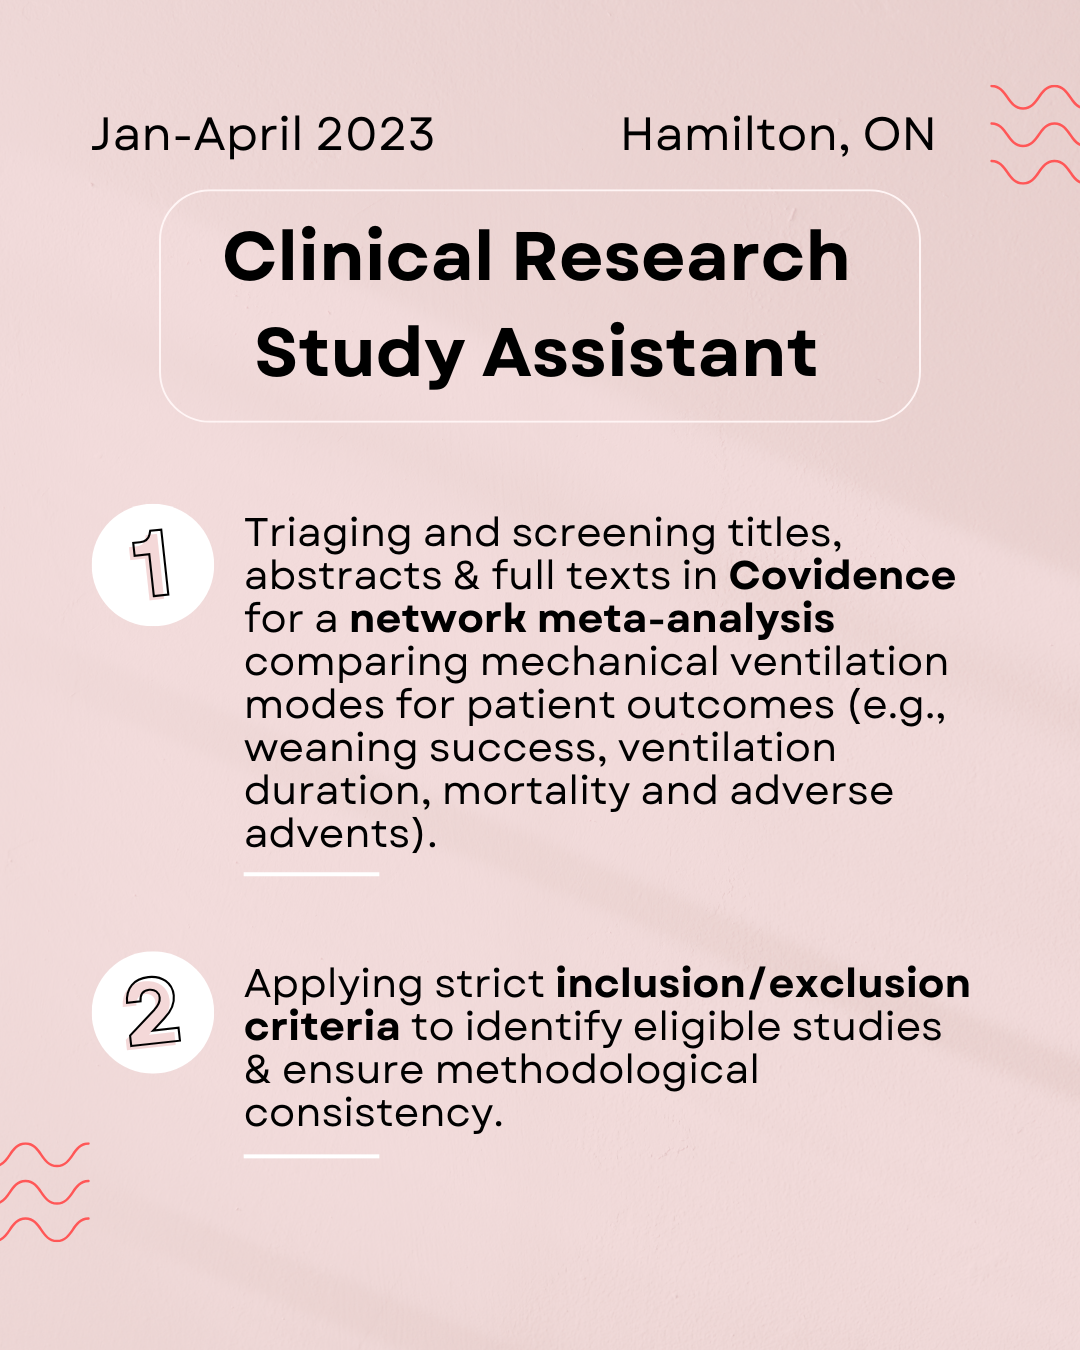 Jan-April 2023
Hamilton, ON
Clinical Research
Study Assistant
1
Triaging and screening titles,
abstracts & full texts in Covidence
for a network meta-analysis
comparing mechanical ventilation
modes for patient outcomes (e.g.,
weaning success, ventilation
duration, mortality and adverse
advents).
2
Applying strict inclusion/exclusion
criteria to identify eligible studies
& ensure methodological
consistency.